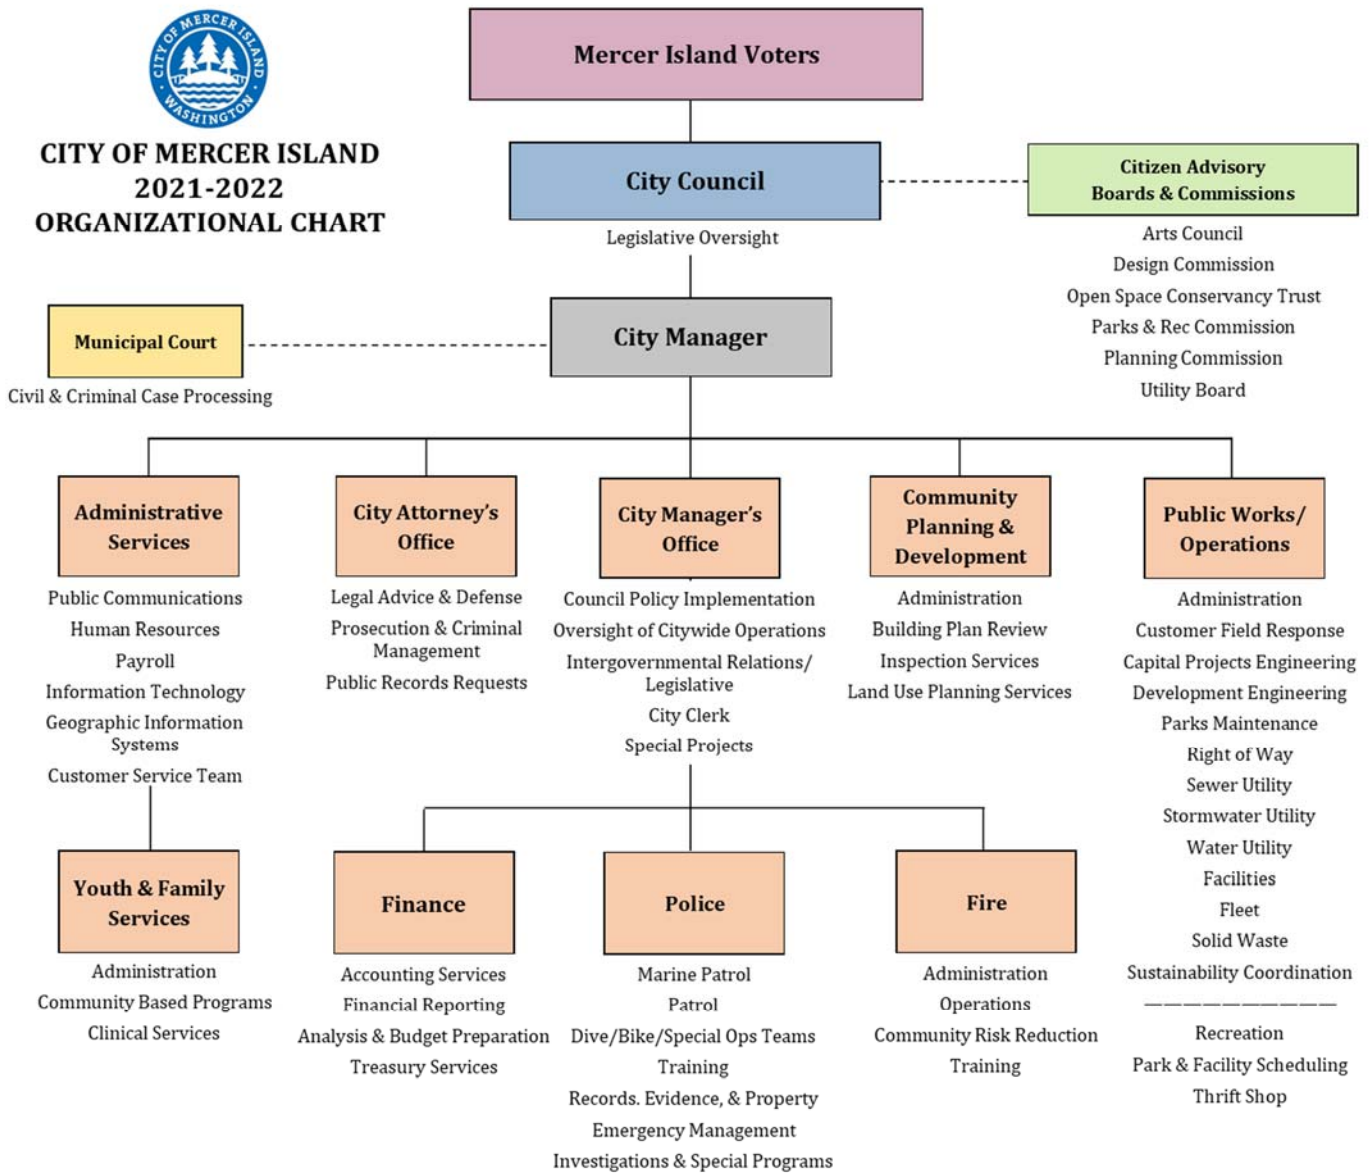 CITY OF MERCER ISLAND
WASHINGTON
CITY OF MERCER ISLAND
2021-2022
ORGANIZATIONAL CHART
Mercer Island Voters
City Council
Legislative Oversight
Citizen Advisory
Boards & Commissions
Arts Council
Design Commission
Open Space Conservancy Trust
Parks & Rec Commission
Planning Commission
Utility Board
Municipal Court
Civil & Criminal Case Processing
City Manager
Administrative
Services
Public Communications
Human Resources
Payroll
Information Technology
Geographic Information
Systems
Customer Service Team
City Attorney's
Office
Legal Advice & Defense
Prosecution & Criminal
Management
Public Records Requests
City Manager's
Office
Council Policy Implementation
Oversight of Citywide Operations
Intergovernmental Relations/
Legislative
City Clerk
Special Projects
Community
Planning &
Development
Administration
Building Plan Review
Inspection Services
Land Use Planning Services
Public Works/
Operations
Administration
Customer Field Response
Capital Projects Engineering
Development Engineering
Parks Maintenance
Right of Way
Sewer Utility
Stormwater Utility
Water Utility
Facilities
Fleet
Solid Waste
Sustainability Coordination
Recreation
Park & Facility Scheduling
Thrift Shop
Youth & Family
Services
Administration
Community Based Programs
Clinical Services
Finance
Accounting Services
Financial Reporting
Analysis & Budget Preparation
Treasury Services
Police
Marine Patrol
Patrol
Dive/Bike/Special Ops Teams
Training
Records. Evidence, & Property
Emergency Management
Investigations & Special Programs
Fire
Administration
Operations
Community Risk Reduction
Training